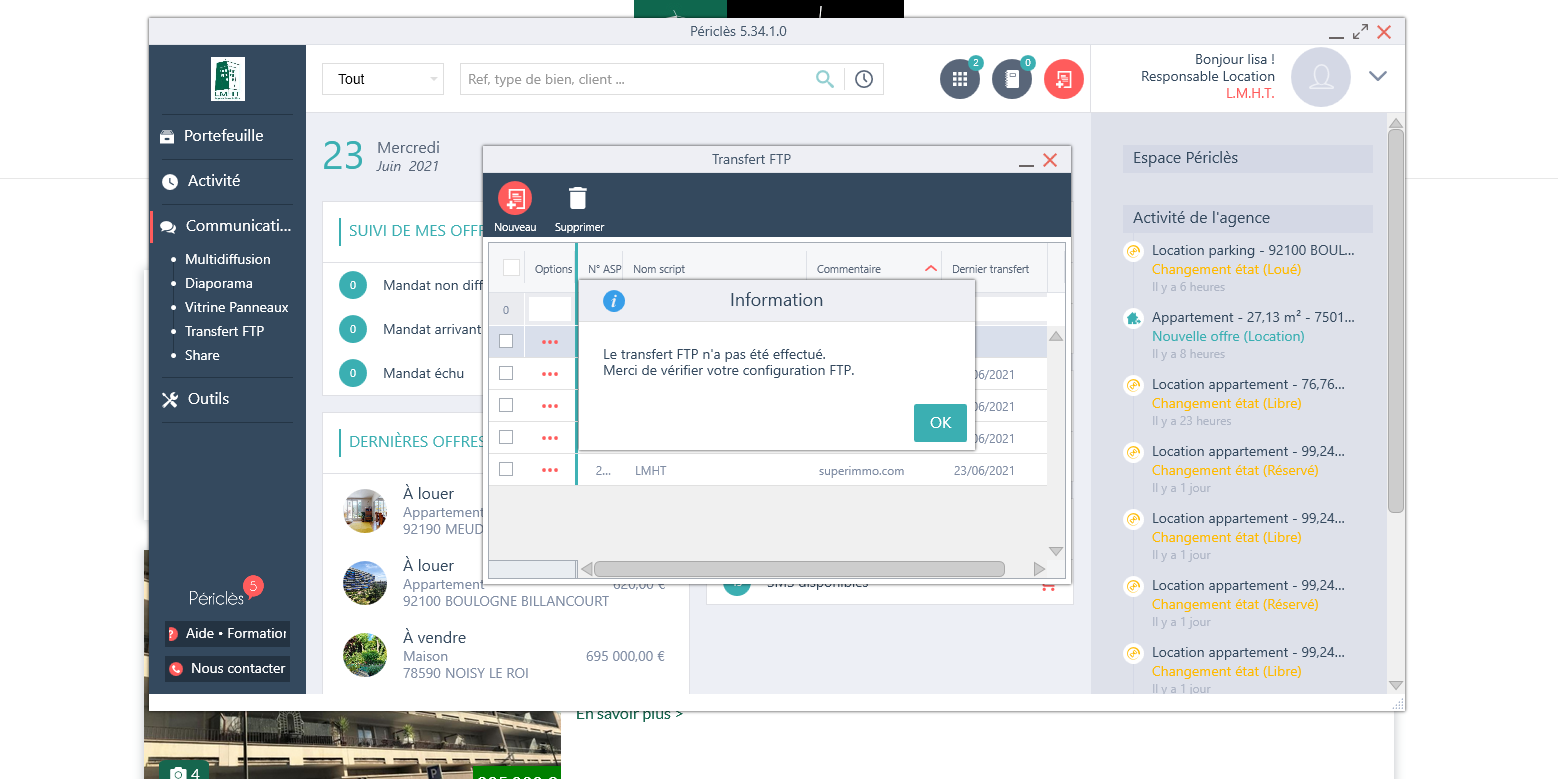 Périclès 5.34.1.0
L.M.H.T
Tout
Ref, type de bien, client ...
2
0
Bonjour lisa !
Responsable Location
L.M.H.T.
Portefeuille
Activité
Communicati...
Multidiffusion
Diaporama
Vitrine Panneaux
Transfert FTP
Share
Outils
Périclès 5
Aide • Formation
Nous contacter
23
Mercredi
Juin 2021
SUIVI DE MES OFF
0 Mandat non diff
0 Mandat arrivant
0 Mandat échu
DERNIÈRES OFFRES
À louer
Appartement
92190 MEUD
À louer
Appartement 620,00 €
92100 BOULOGNE BILLANCOURT
À vendre
Maison 695 000,00 €
78590 NOISY LE ROI
SMS disponibles
Transfert FTP
Nouveau
Supprimer
Options N° ASP Nom script Commentaire Dernier transfert
0
06/2021
06/2021
06/2021
2... LMHT superimmo.com 23/06/2021
Information
Le transfert FTP n'a pas été effectué.
Merci de vérifier votre configuration FTP.
OK
Espace Périclès
Activité de l'agence
Location parking - 92100 BOUL...
Changement état (Loué)
Il y a 6 heures
Appartement - 27,13 m² - 7501...
Nouvelle offre (Location)
Il y a 8 heures
Location appartement - 76,76...
Changement état (Libre)
Il y a 23 heures
Location appartement - 99,24...
Changement état (Réservé)
Il y a 1 jour
Location appartement - 99,24...
Changement état (Libre)
Il y a 1 jour
Location appartement - 99,24...
Changement état (Réservé)
Il y a 1 jour
Location appartement - 99,24...
Changement état (Libre)
Il y a 1 jour
En savoir plus >
4